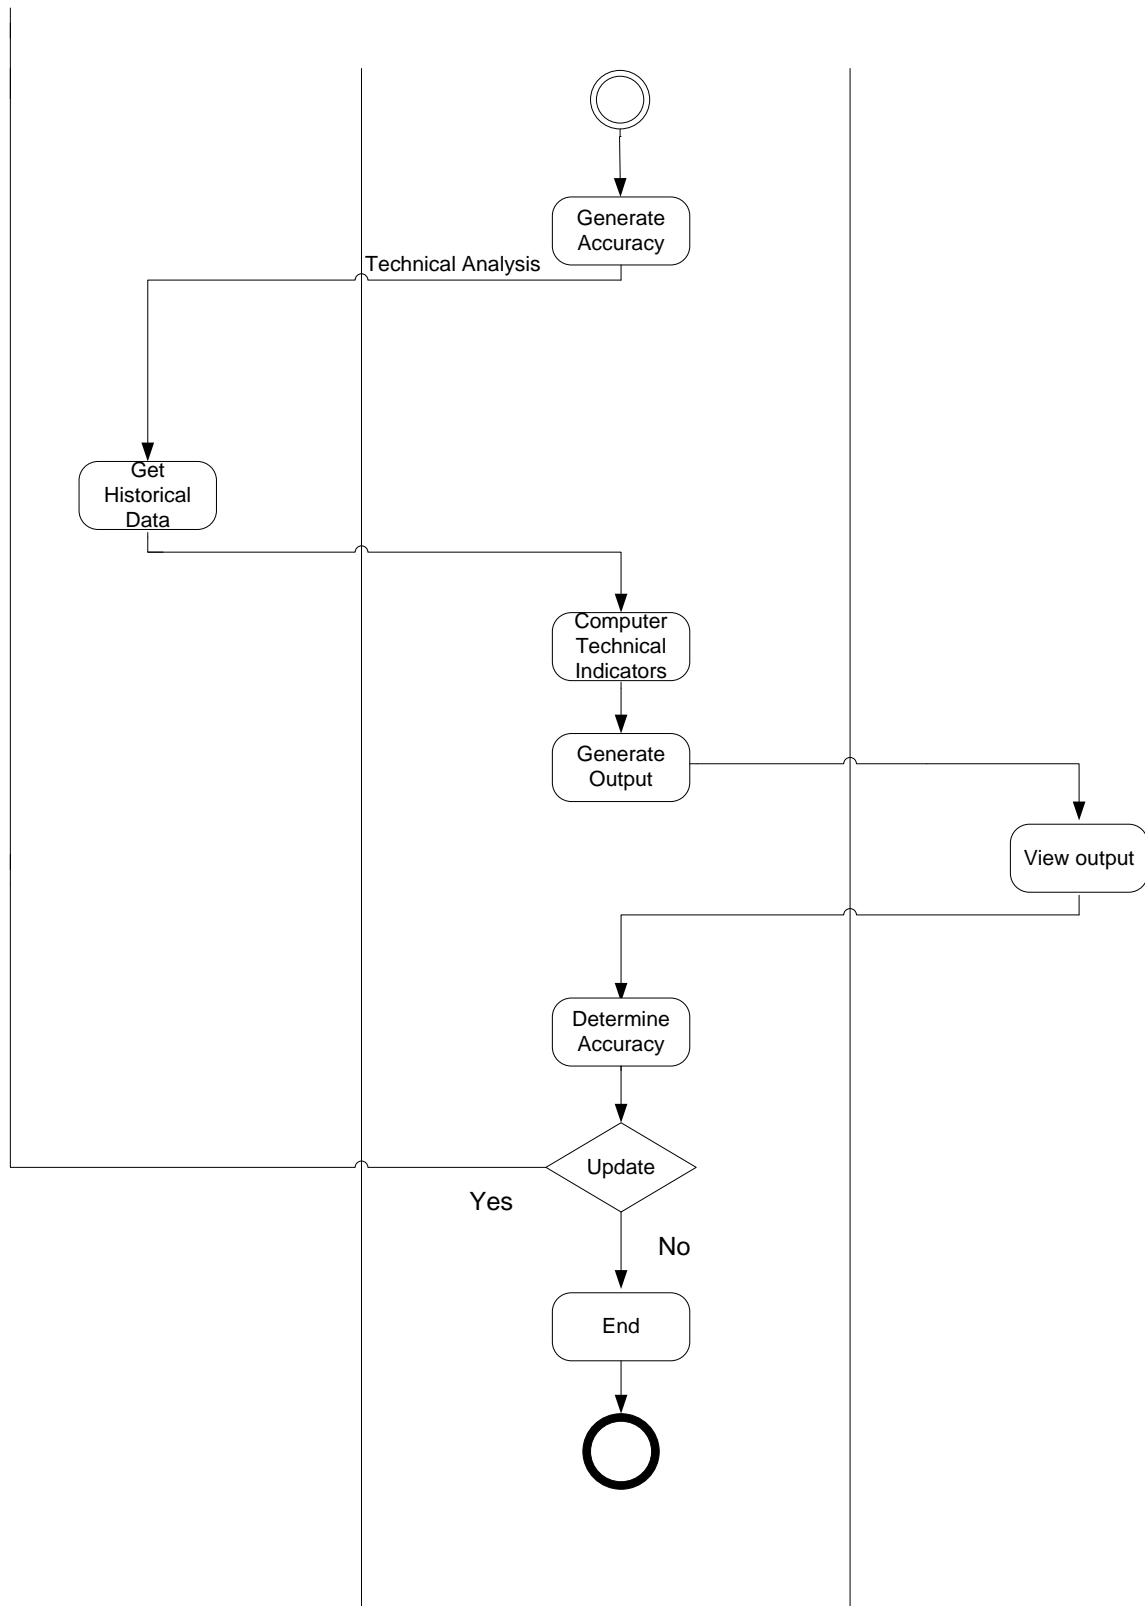 Generate
Accuracy
Technical Analysis
Get
Historical
Data
Computer
Technical
Indicators
Generate
Output
View output
Determine
Accuracy
Update
Yes
No
End